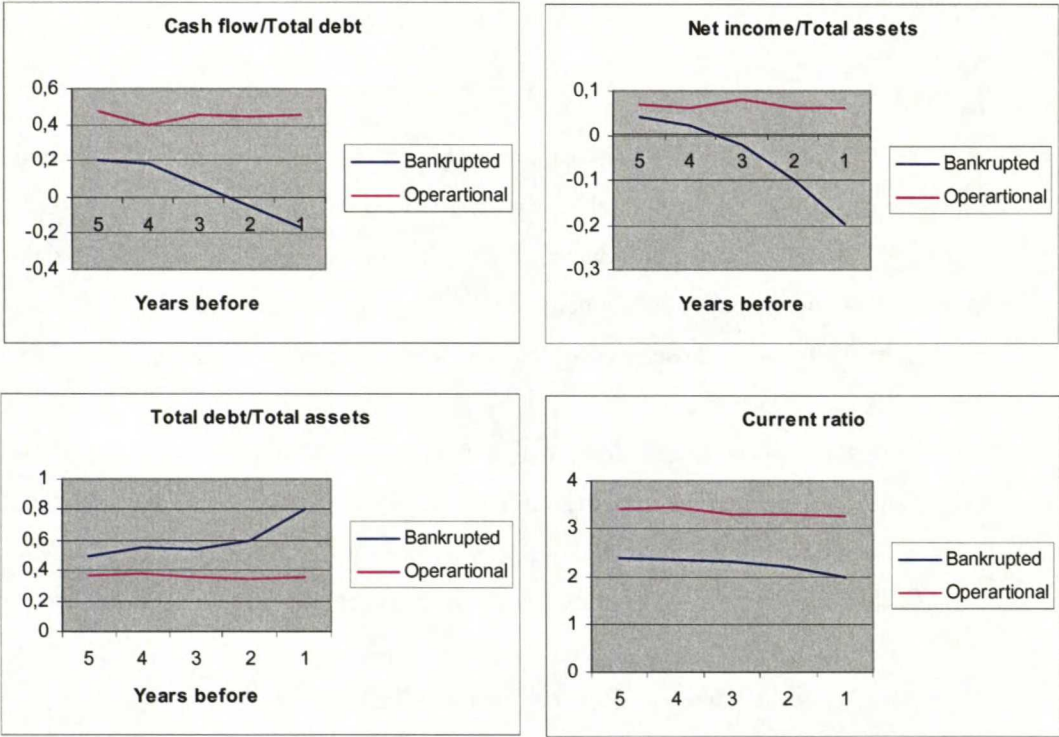 Cash flow/Total debt
0,6
0,4
0,2
0
-0,2
-0,4
5 4 3 2 1
Bankrupted
Operartional
Years before
Net income/Total assets
0,1
0
-0,1
-0,2
-0,3
5 4 3 2 1
Bankrupted
Operartional
Years before
Total debt/Total assets
1
0,8
0,6
0,4
0,2
0
5 4 3 2 1
Bankrupted
Operartional
Years before
Current ratio
4
3
2
1
0
5 4 3 2 1
Bankrupted
Operartional